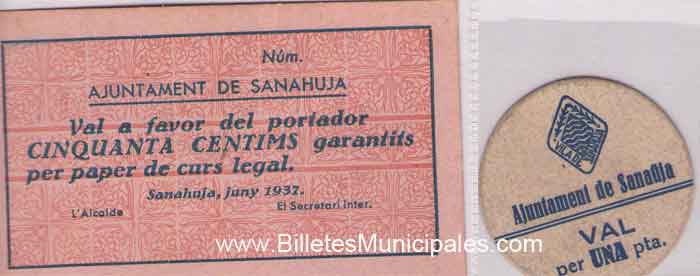 Núm.
AJUNTAMENT DE SANAHUJA
Val a favor del portador
CINQUANTA CENTIMS garantits
per paper de curs legal.
Sanahuja, juny 1937.
L'Alcalde
El Secretari inter.
Ajuntament de Sanaüja
VAL
per UNA pta.
www.BilletesMunicipales.com